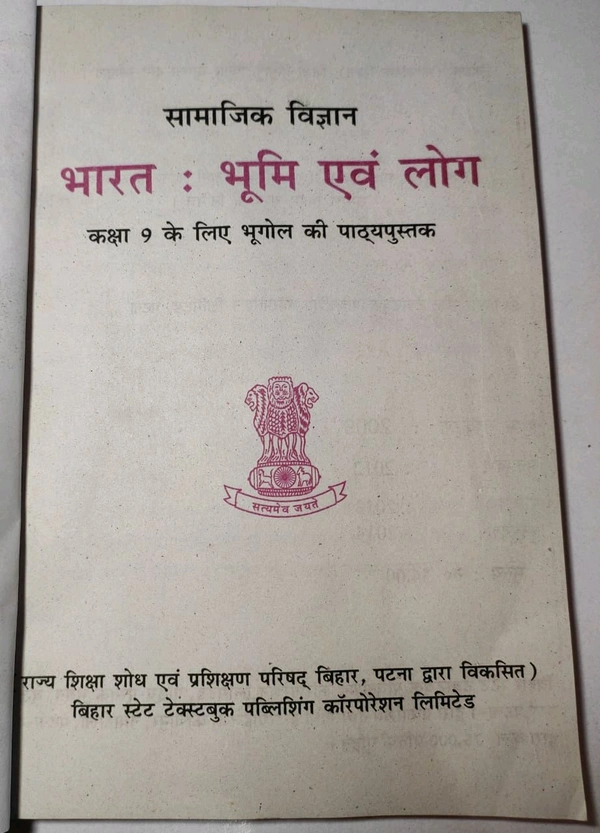 सामाजिक विज्ञान
भारत : भूमि एवं लोग
कक्षा 9 के लिए भूगोल की पाठ्यपुस्तक
सत्यमेव जयते
राज्य शिक्षा शोध एवं प्रशिक्षण परिषद् बिहार, पटना द्वारा विकसित )
बिहार स्टेट टेक्स्टबुक पब्लिशिंग कॉरपोरेशन लिमिटेड